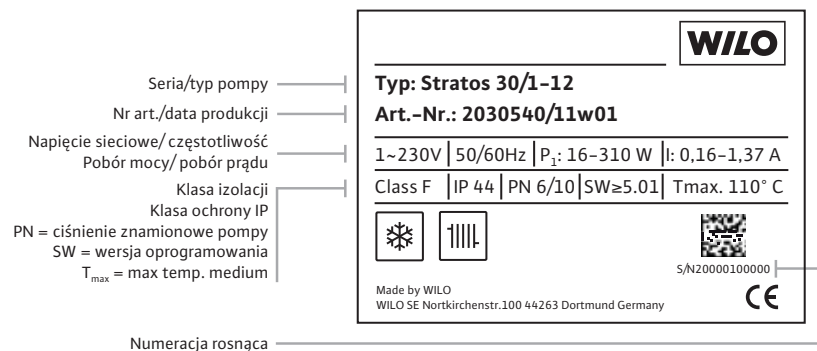 WILO
Seria/typ pompy
Typ: Stratos 30/1-12
Nr art./data produkcji
Art.-Nr.: 2030540/11w01
Napięcie sieciowe/ częstotliwość
Pobór mocy/ pobór prądu
1~230V 50/60Hz P₁: 16-310 W I: 0,16-1,37 A
Klasa izolacji
Klasa ochrony IP
PN = ciśnienie znamionowe pompy
SW = wersja oprogramowania
Tmax = max temp. medium
Class F IP 44 PN 6/10 SW≥5.01 Tmax. 110° C
S/N20000100000
Made by WILO
WILO SE Nortkirchenstr.100 44263 Dortmund Germany
CE
Numeracja rosnąca